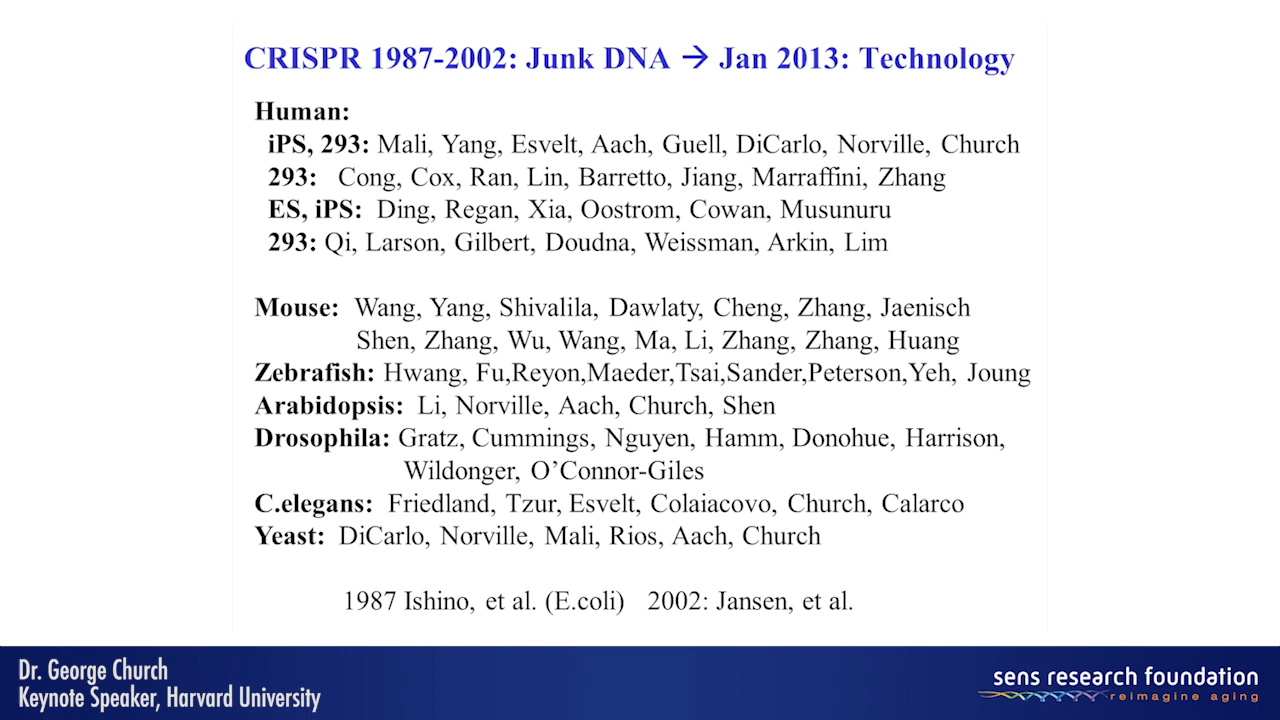 CRISPR 1987-2002: Junk DNA → Jan 2013: Technology
Human:
iPS, 293: Mali, Yang, Esvelt, Aach, Guell, DiCarlo, Norville, Church
293: Cong, Cox, Ran, Lin, Barretto, Jiang, Marraffini, Zhang
ES, iPS: Ding, Regan, Xia, Oostrom, Cowan, Musunuru
293: Qi, Larson, Gilbert, Doudna, Weissman, Arkin, Lim
Mouse: Wang, Yang, Shivalila, Dawlaty, Cheng, Zhang, Jaenisch
Shen, Zhang, Wu, Wang, Ma, Li, Zhang, Zhang, Huang
Zebrafish: Hwang, Fu,Reyon,Maeder,Tsai,Sander,Peterson,Yeh, Joung
Arabidopsis: Li, Norville, Aach, Church, Shen
Drosophila: Gratz, Cummings, Nguyen, Hamm, Donohue, Harrison,
Wildonger, O’Connor-Giles
C.elegans: Friedland, Tzur, Esvelt, Colaiacovo, Church, Calarco
Yeast: DiCarlo, Norville, Mali, Rios, Aach, Church
1987 Ishino, et al. (E.coli) 2002: Jansen, et al.
Dr. George Church
Keynote Speaker, Harvard University
sens research foundation
reimagine aging